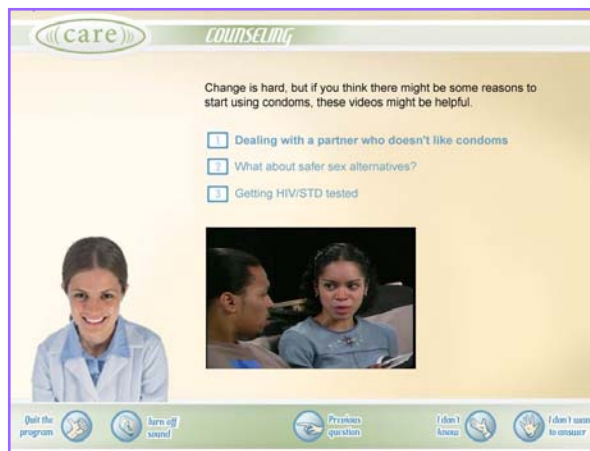 ((care))
COUNSELING
Change is hard, but if you think there might be some reasons to
start using condoms, these videos might be helpful.
1 Dealing with a partner who doesn't like condoms
2 What about safer sex alternatives?
3 Getting HIV/STD tested
Quit the
program
Turn off
sound
Previous
question
I don't
know
I don't want
to answer